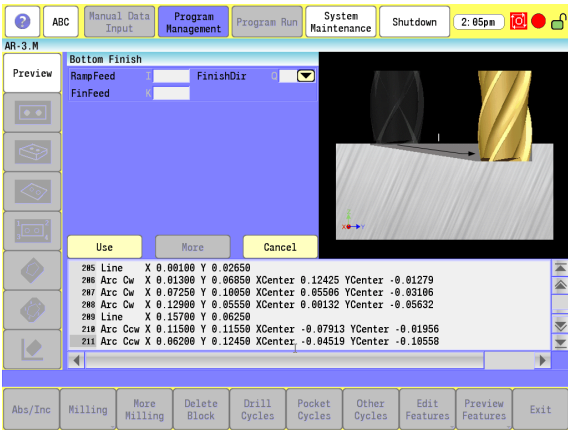 ?
ABC
Manual Data Input
Program Management
Program Run
System Maintenance
Shutdown
2:05pm
AR-3.M
Preview
Bottom Finish
RampFeed I
FinishDir Q
FinFeed K
X Y
Use
More
Cancel
205 Line X 0.00100 Y 0.02650
206 Arc Cw X 0.01300 Y 0.06850 XCenter 0.12425 YCenter -0.01279
207 Arc Cw X 0.07250 Y 0.10050 XCenter 0.05506 YCenter -0.03106
208 Arc Cw X 0.12900 Y 0.05550 XCenter 0.00132 YCenter -0.05632
209 Line X 0.15700 Y 0.06250
210 Arc Ccw X 0.11500 Y 0.11550 XCenter -0.07913 YCenter -0.01956
211 Arc Ccw X 0.06200 Y 0.12450 XCenter -0.04519 YCenter -0.10558
Abs/Inc
Milling
More Milling
Delete Block
Drill Cycles
Pocket Cycles
Other Cycles
Edit Features
Preview Features
Exit